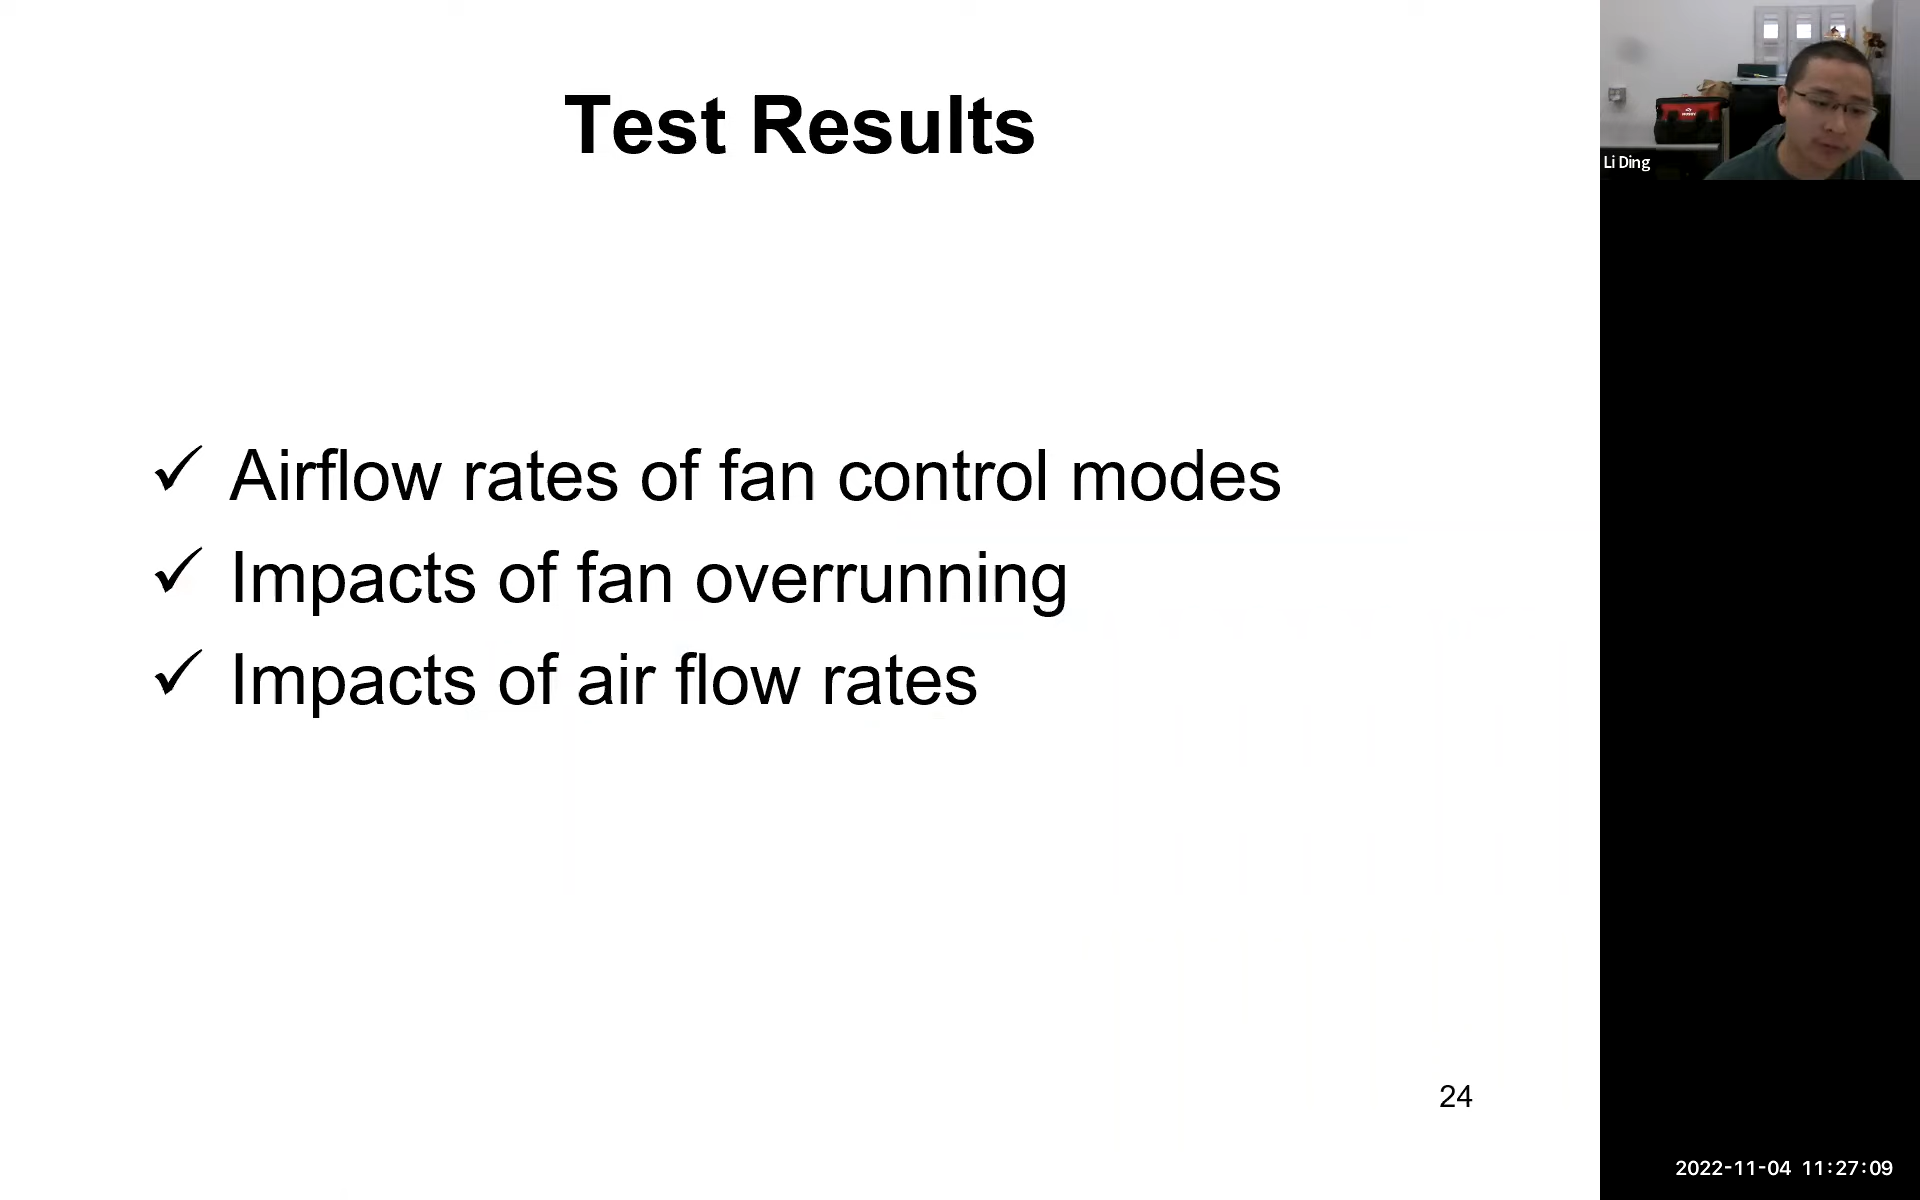 Test Results
✓ Airflow rates of fan control modes
✓ Impacts of fan overrunning
✓ Impacts of air flow rates
24
Li Ding
2022-11-04 11:27:09